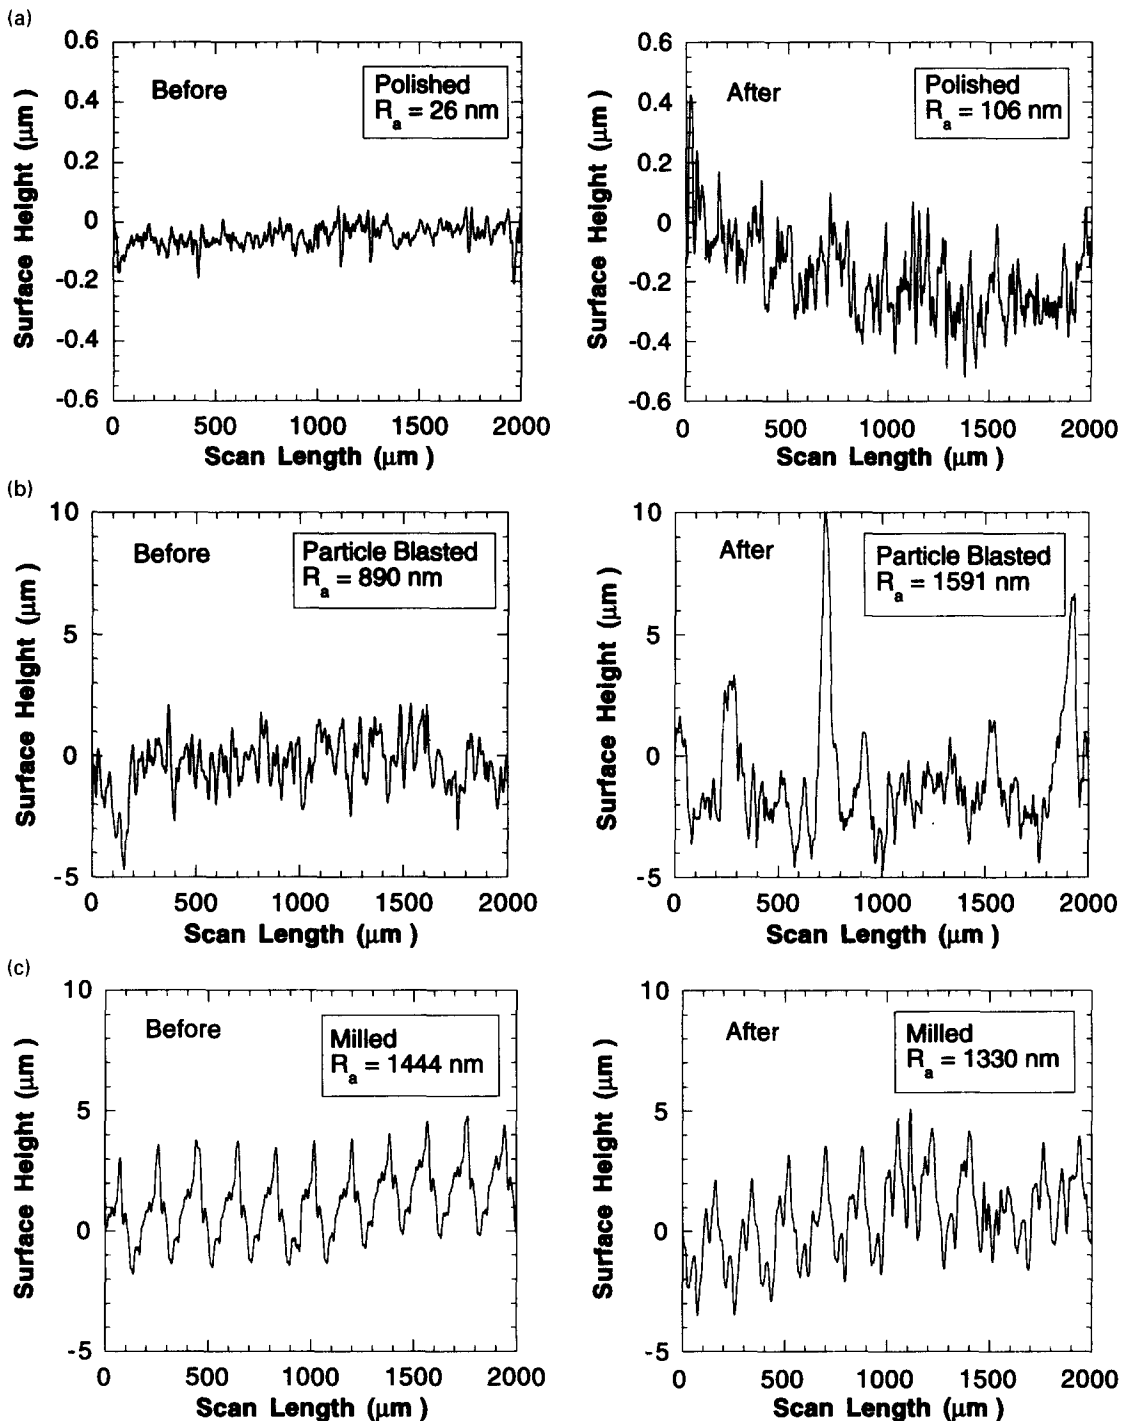 (a)
0.6
0.4
0.2
0
-0.2
-0.4
-0.6
Surface Height (μm)
Before
Polished
Ra = 26 nm
0 500 1000 1500 2000
Scan Length (μm )
0.6
0.4
0.2
0
-0.2
-0.4
-0.6
Surface Height (μm)
After
Polished
Ra = 106 nm
0 500 1000 1500 2000
Scan Length (μm )
(b)
10
5
0
-5
Surface Height (μm)
Before
Particle Blasted
Ra = 890 nm
0 500 1000 1500 2000
Scan Length (μm )
10
5
0
-5
Surface Height (μm)
After
Particle Blasted
Ra = 1591 nm
0 500 1000 1500 2000
Scan Length (μm )
(c)
10
5
0
-5
Surface Height (μm)
Before
Milled
Ra = 1444 nm
0 500 1000 1500 2000
Scan Length (μm )
10
5
0
-5
Surface Height (μm)
After
Milled
Ra = 1330 nm
0 500 1000 1500 2000
Scan Length (μm )